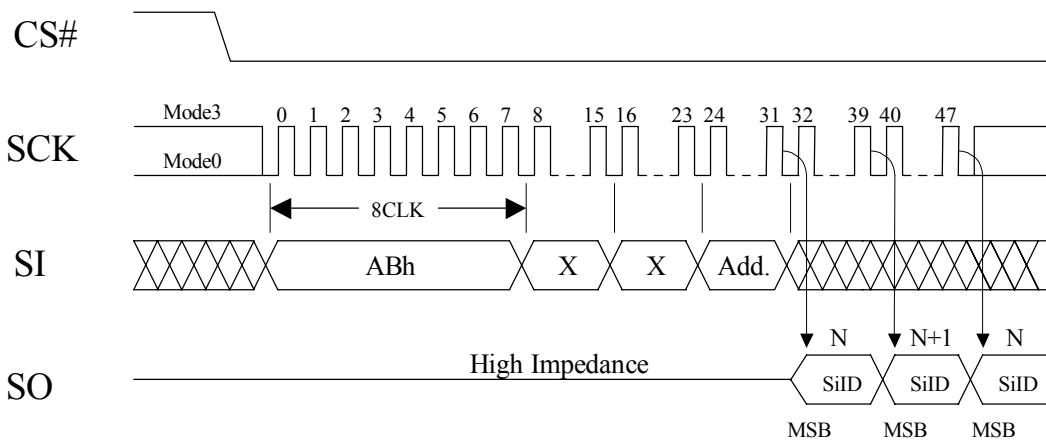 CS#
Mode3 0 1 2 3 4 5 6 7 8 15 16 23 24 31 32 39 40 47
SCK
Mode0
8CLK
SI ABh X X Add.
N N+1 N
High Impedance
SO SiID SiID SiID
MSB MSB MSB